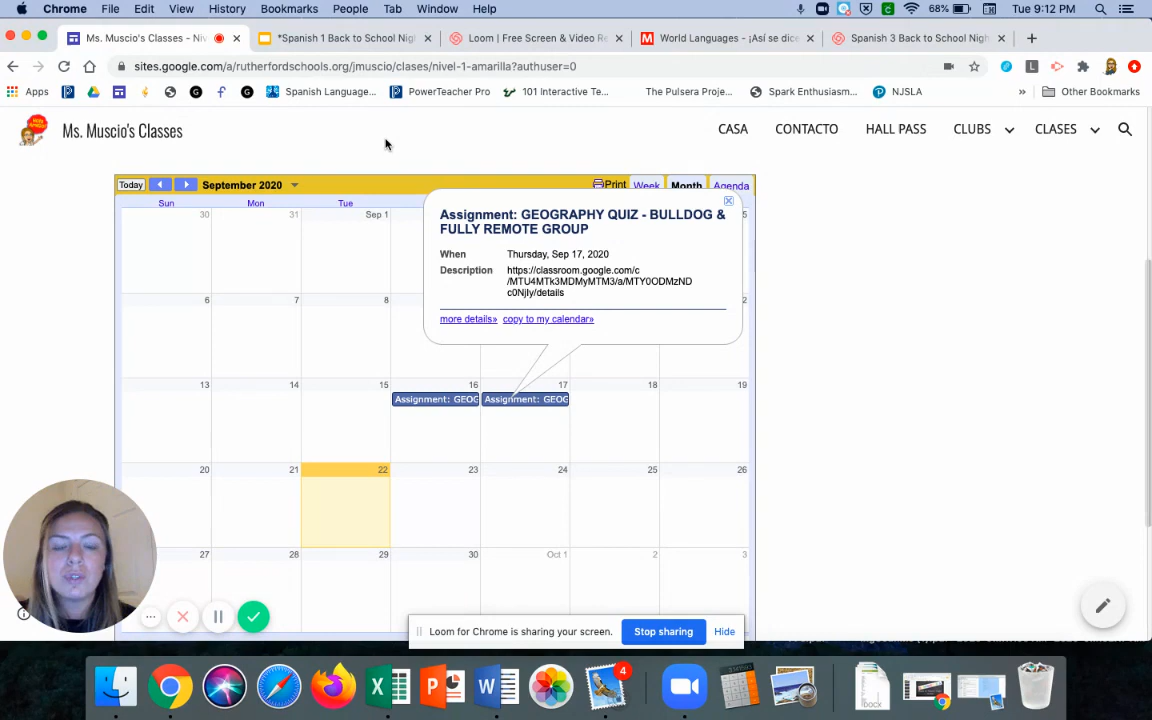 Chrome File Edit View History Bookmarks People Tab Window Help 68% Tue 9:12 PM
Ms. Muscio's Classes - Niv *Spanish 1 Back to School Nig Loom | Free Screen & Video Re World Languages - ¡Así se dice Spanish 3 Back to School Nig
sites.google.com/a/rutherfordschools.org/jmuscio/clases/nivel-1-amarilla?authuser=0
Apps Spanish Language... PowerTeacher Pro 101 Interactive Te... The Pulsera Proje... Spark Enthusiasm... NJSLA » Other Bookmarks
Ms. Muscio's Classes CASA CONTACTO HALL PASS CLUBS CLASES
Today September 2020 Print Week Month Agenda
Sun Mon Tue
30 31 Sep 1 5
Assignment: GEOGRAPHY QUIZ - BULLDOG &
FULLY REMOTE GROUP
When Thursday, Sep 17, 2020
Description https://classroom.google.com/c
/MTU4MTk3MDMyMTM3/a/MTY0ODMzND
c0NjIy/details
more details» copy to my calendar»
6 7 8 2
13 14 15 16 17 18 19
Assignment: GEOG Assignment: GEOG
20 21 22 23 24 25 26
27 28 29 30 Oct 1 2 3
Loom for Chrome is sharing your screen. Stop sharing Hide
4